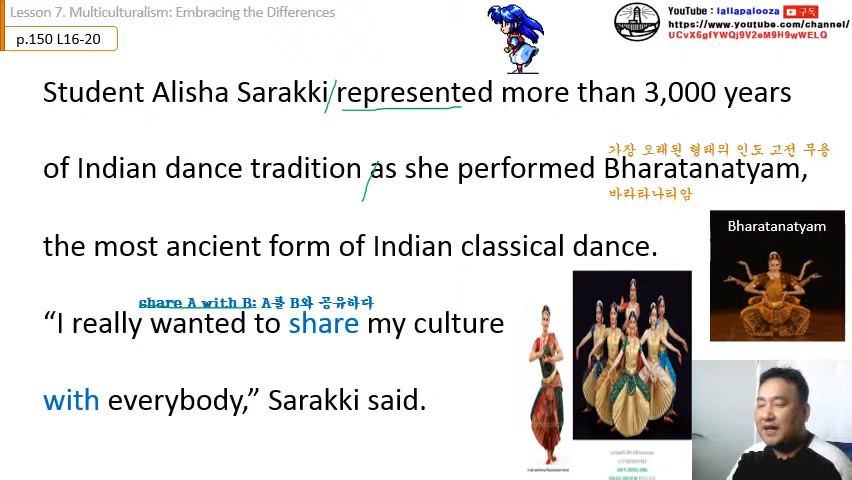 Lesson 7. Multiculturalism: Embracing the Differences
p.150 L16-20
YouTube : lallapalooza 구독
https://www.youtube.com/channel/
UCvX6gfYWQj9V2eM9H9wWELQ
Student Alisha Sarakki represented more than 3,000 years
가장 오래된 형태의 인도 고전 무용
of Indian dance tradition as she performed Bharatanatyam,
바라타나티암
the most ancient form of Indian classical dance.
Bharatanatyam
share A with B: A를 B와 공유하다
“I really wanted to share my culture
with everybody,” Sarakki said.